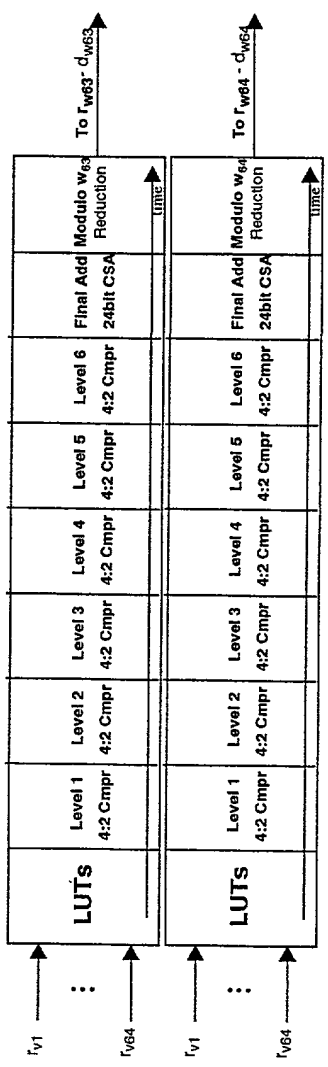 r_v1
⋮
r_v64
LUTs
Level 1
4:2 Cmpr
Level 2
4:2 Cmpr
Level 3
4:2 Cmpr
Level 4
4:2 Cmpr
Level 5
4:2 Cmpr
Level 6
4:2 Cmpr
Final Add
24bit CSA
Modulo w_63
Reduction
time
To r_w63 - d_w63
r_v1
⋮
r_v64
LUTs
Level 1
4:2 Cmpr
Level 2
4:2 Cmpr
Level 3
4:2 Cmpr
Level 4
4:2 Cmpr
Level 5
4:2 Cmpr
Level 6
4:2 Cmpr
Final Add
24bit CSA
Modulo w_64
Reduction
time
To r_w64 - d_w64